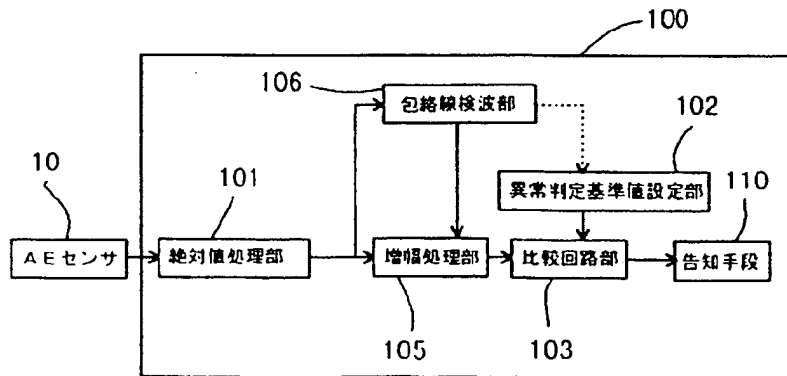 100
106
包絡線検波部
102
10
101
異常判定基準値設定部
110
AEセンサ
絶対値処理部
増幅処理部
比較回路部
告知手段
105
103